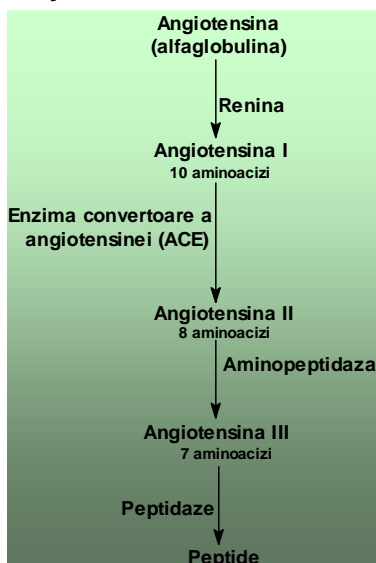 Angiotensina
(alfaglobulina)
Renina
Angiotensina I
10 aminoacizi
Enzima convertoare a
angiotensinei (ACE)
Angiotensina II
8 aminoacizi
Aminopeptidaza
Angiotensina III
7 aminoacizi
Peptidaze
Peptide